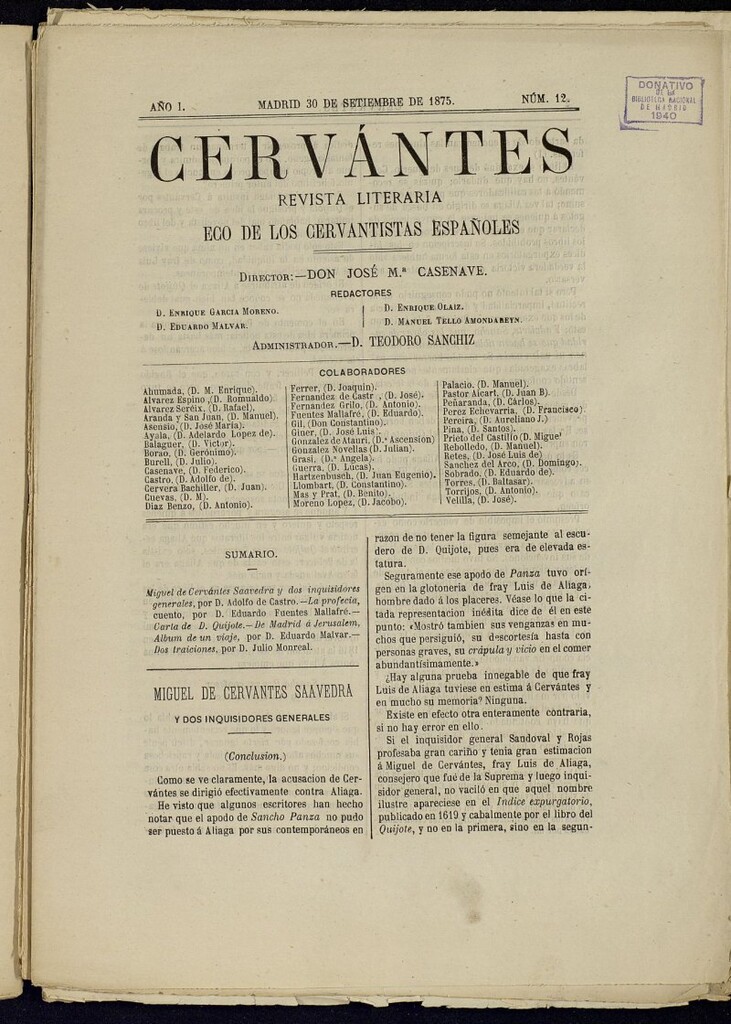 AÑO I. MADRID 30 DE SETIEMBRE DE 1875. NÚM. 12.
DONATIVO
DE LA
BIBLIOTECA NACIONAL
DE MADRID
1940
CERVÁNTES
REVISTA LITERARIA
ECO DE LOS CERVANTISTAS ESPAÑOLES
DIRECTOR:—DON JOSÉ M.ª CASENAVE.
REDACTORES
D. ENRIQUE GARCIA MORENO.
D. EDUARDO MALVAR.
D. ENRIQUE OLAIZ.
D. MANUEL TELLO AMONDAREYN.
ADMINISTRADOR.—D. TEODORO SANCHIZ
COLABORADORES
Ahumada, (D. M. Enrique).
Alvarez Espino ,(D. Romualdo)
Alvarez Seréix, (D. Rafael).
Aranda y San Juan, (D. Manuel).
Asensio, (D. José Maria).
Ayala, (D. Adelardo Lopez de).
Balaguer, (D. Victor).
Borao, (D. Gerónimo).
Burell, (D. Julio).
Casenave, (D. Federico).
Castro, (D. Adolfo de).
Cervera Bachiller, (D. Juan).
Cuevas, (D. M).
Diaz Benzo, (D. Antonio).
Ferrer, (D. Joaquin).
Fernandez de Castr , (D. José).
Fernandez Grilo, (D. Antonio).
Fuentes Mallafré, (D. Eduardo).
Gil, (Don Constantino).
Giner, (D. José Luis).
Gonzalez de Atauri, (D.ª Ascension)
Gonzalez Novellas (D. Julian).
Grasi, (D.ª Angela).
Guerra, (D. Lucas).
Hartzenbusch, (D. Juan Eugenio).
Llombart, (D. Constantino).
Mas y Prat, (D. Benito).
Moreno Lopez, (D. Jacobo).
Palacio. (D. Manuel).
Pastor Aicart, (D. Juan B).
Peñaranda, (D. Cárlos).
Perez Echevarria, (D. Francisco).
Pereira, (D. Aureliano J.)
Pina, (D. Santos).
Prieto del Castillo (D. Migue'
Rebolledo, (D. Manuel).
Retes, (D. José Luis de)
Sanchez del Arco, (D. Domingo).
Sobrado. (D. Eduardo de).
Torres, (D. Baltasar).
Torrijos, (D. Antonio).
Velilla, (D. José).
SUMARIO.
Miguel de Cervántes Saavedra y dos inquisidores
generales, por D. Adolfo de Castro.—La profecía,
cuento, por D. Eduardo Fuentes Mallafré.—
Carta de D. Quijote.—De Madrid á Jerusalem,
Album de un viaje, por D. Eduardo Malvar.—
Dos traiciones, por D. Julio Monreal.
MIGUEL DE CERVANTES SAAVEDRA
Y DOS INQUISIDORES GENERALES
(Conclusion.)
Como se ve claramente, la acusacion de Cer-
vántes se dirigió efectivamente contra Aliaga.
He visto que algunos escritores han hecho
notar que el apodo de Sancho Panza no pudo
ser puesto á Aliaga por sus contemporáneos en
razon de no tener la figura semejante al escu-
dero de D. Quijote, pues era de elevada es-
tatura.
Seguramente ese apodo de Panza tuvo orí-
gen en la glotonería de fray Luis de Aliaga,
hombre dado á los placeres. Véase lo que la ci-
tada representacion inédita dice de él en este
punto: «Mostró tambien sus venganzas en mu-
chos que persiguió, su descortesía hasta con
personas graves, su crápula y vicio en el comer
abundantísimamente.»
¿Hay alguna prueba innegable de que fray
Luis de Aliaga tuviese en estima á Cervántes y
en mucho su memoria? Ninguna.
Existe en efecto otra enteramente contraria,
si no hay error en ello.
Si el inquisidor general Sandoval y Rojas
profesaba gran cariño y tenia gran estimacion
á Miguel de Cervántes, fray Luis de Aliaga,
consejero que fué de la Suprema y luego inqui-
sidor general, no vaciló en que aquel nombre
ilustre apareciese en el Indice expurgatorio,
publicado en 1619 y cabalmente por el libro del
Quijote, y no en la primera, sino en la segun-